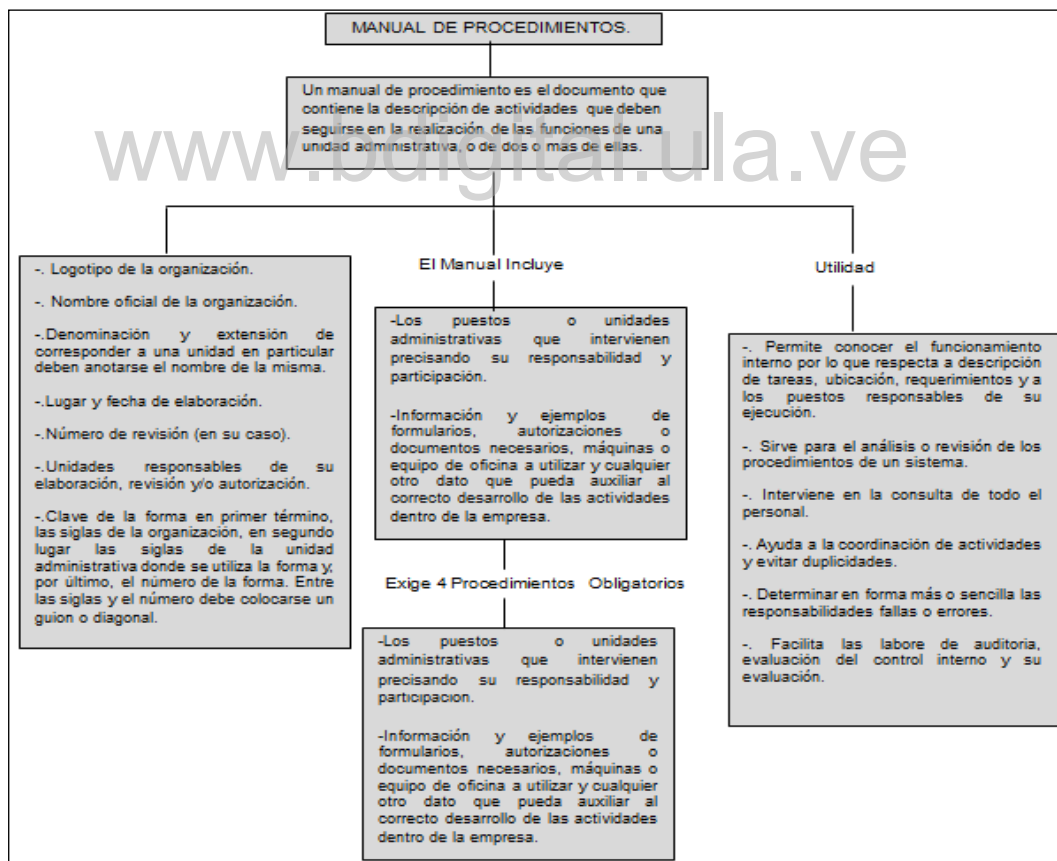 MANUAL DE PROCEDIMIENTOS.
Un manual de procedimiento es el documento que
contiene la descripción de actividades que deben
seguirse en la realización de las funciones de una
unidad administrativa, o de dos o más de ellas.
www.bdigital.ula.ve
-. Logotipo de la organización.
-. Nombre oficial de la organización.
-.Denominación y extensión de
corresponder a una unidad en particular
deben anotarse el nombre de la misma.
-.Lugar y fecha de elaboración.
-.Número de revisión (en su caso).
-.Unidades responsables de su
elaboración, revisión y/o autorización.
-.Clave de la forma en primer término,
las siglas de la organización, en segundo
lugar las siglas de la unidad
administrativa donde se utiliza la forma y,
por último, el número de la forma. Entre
las siglas y el número debe colocarse un
guion o diagonal.
El Manual Incluye
-Los puestos o unidades
administrativas que intervienen
precisando su responsabilidad y
participación.
-Información y ejemplos de
formularios, autorizaciones o
documentos necesarios, máquinas o
equipo de oficina a utilizar y cualquier
otro dato que pueda auxiliar al
correcto desarrollo de las actividades
dentro de la empresa.
Exige 4 Procedimientos Obligatorios
-Los puestos o unidades
administrativas que intervienen
precisando su responsabilidad y
participacion.
-Información y ejemplos de
formularios, autorizaciones o
documentos necesarios, máquinas o
equipo de oficina a utilizar y cualquier
otro dato que pueda auxiliar al
correcto desarrollo de las actividades
dentro de la empresa.
Utilidad
-. Permite conocer el funcionamiento
interno por lo que respecta a descripción
de tareas, ubicación, requerimientos y a
los puestos responsables de su
ejecución.
-. Sirve para el análisis o revisión de los
procedimientos de un sistema.
-. Interviene en la consulta de todo el
personal.
-. Ayuda a la coordinación de actividades
y evitar duplicidades.
-. Determinar en forma más o sencilla las
responsabilidades fallas o errores.
-. Facilita las labore de auditoria,
evaluación del control interno y su
evaluación.